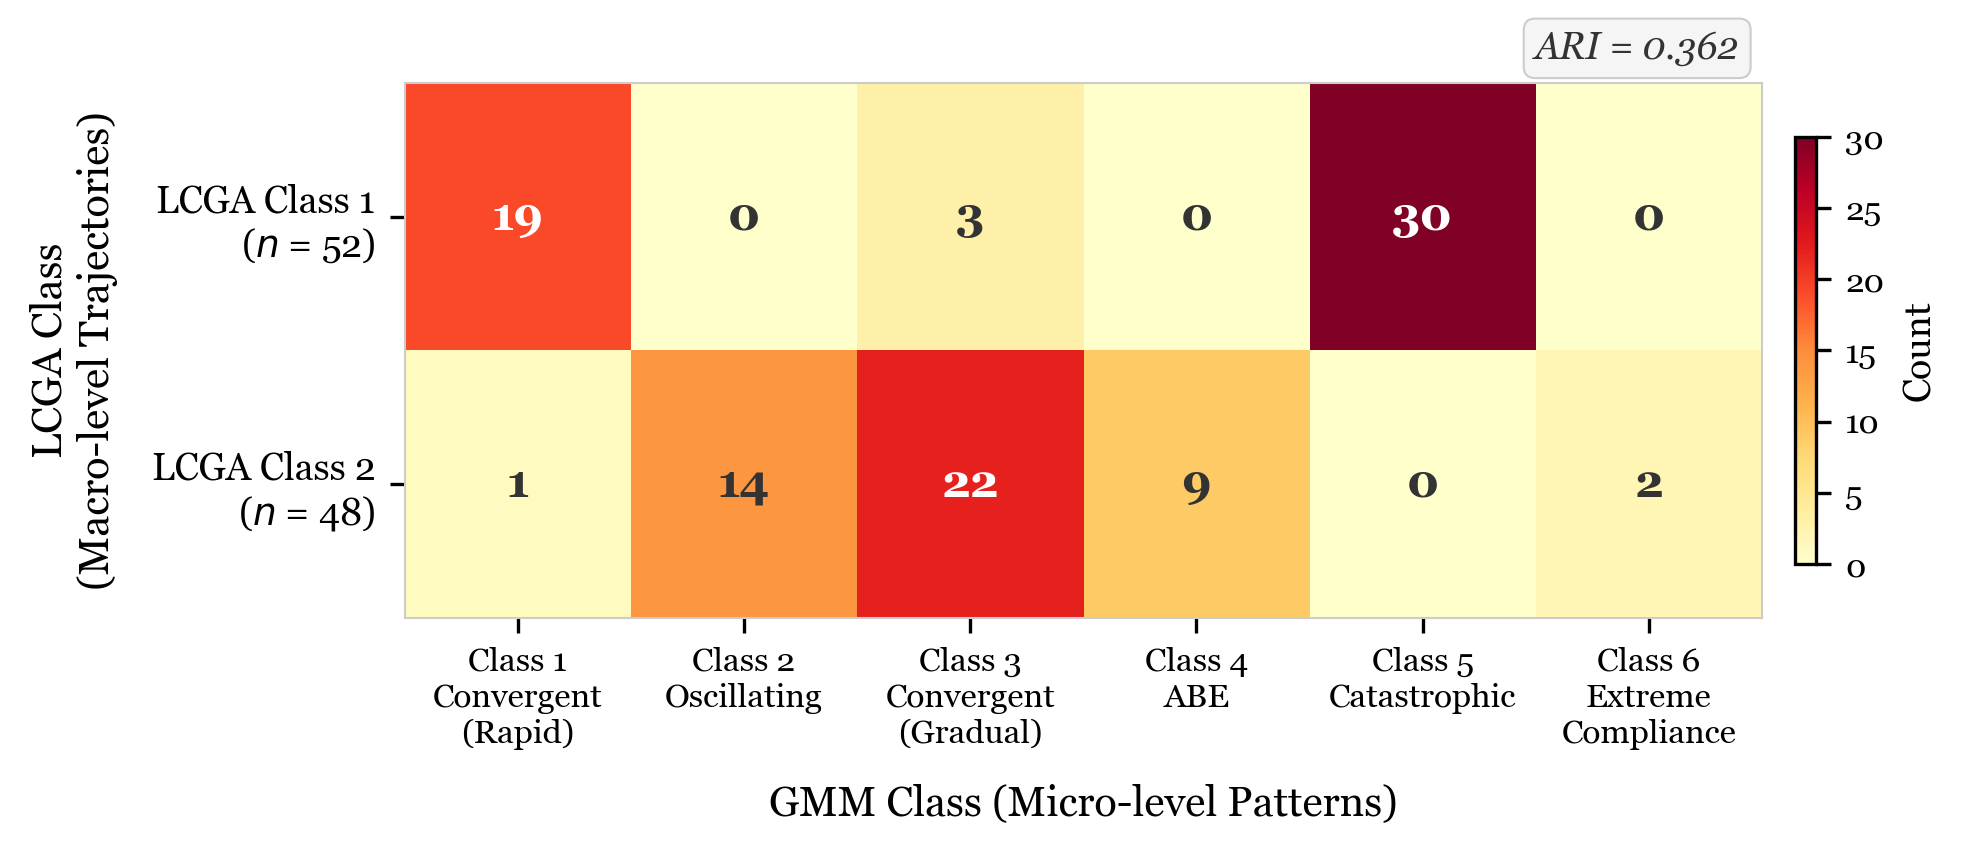 ARI = 0.362
LCGA Class
(Macro-level Trajectories)
LCGA Class 1
(n = 52)
19 0 3 0 30 0
LCGA Class 2
(n = 48)
1 14 22 9 0 2
30
25
20
15
10
5
0
Count
Class 1
Convergent
(Rapid)
Class 2
Oscillating
Class 3
Convergent
(Gradual)
Class 4
ABE
Class 5
Catastrophic
Class 6
Extreme
Compliance
GMM Class (Micro-level Patterns)